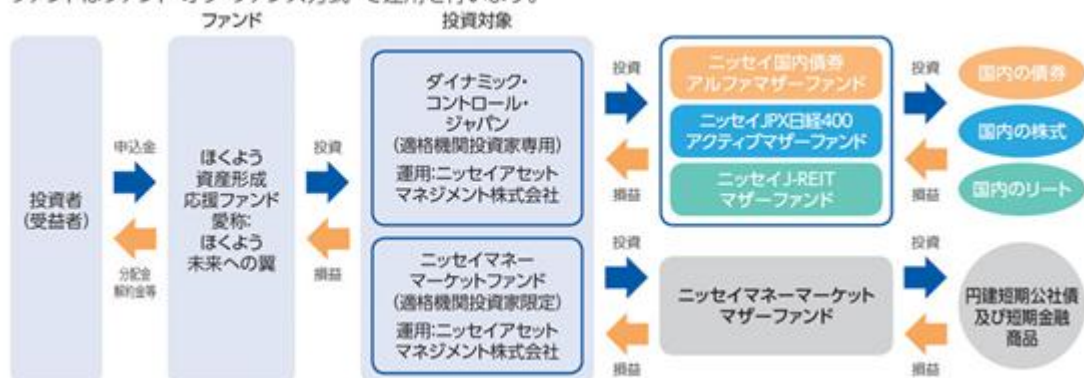 ファンド
投資対象
投資者
(受益者)
申込金
分配金
解約金等
ほくよう
資産形成
応援ファンド
愛称:
ほくよう
未来への翼
投資
損益
ダイナミック・
コントロール・
ジャパン
(適格機関投資家専用)
運用:ニッセイアセット
マネジメント株式会社
投資
損益
ニッセイ国内債券
アルファマザーファンド
ニッセイJPX日経400
アクティブマザーファンド
ニッセイJ-REIT
マザーファンド
投資
損益
国内の債券
国内の株式
国内のリート
ニッセイマネー
マーケットファンド
(適格機関投資家限定)
運用:ニッセイアセット
マネジメント株式会社
投資
損益
ニッセイマネーマーケット
マザーファンド
投資
損益
円建短期公社債
及び短期金融
商品